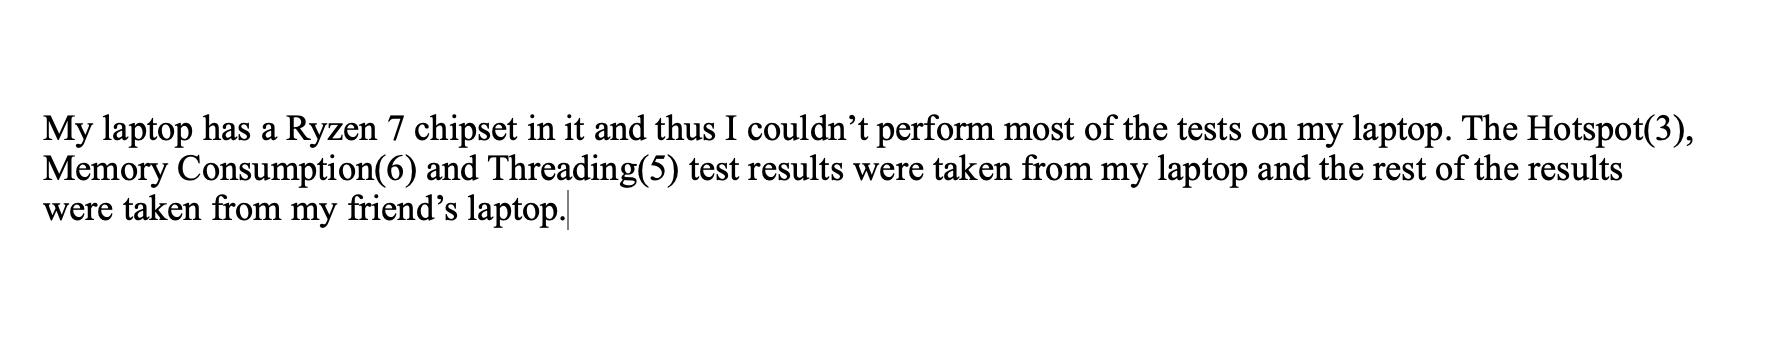 My laptop has a Ryzen 7 chipset in it and thus I couldn’t perform most of the tests on my laptop. The Hotspot(3),
Memory Consumption(6) and Threading(5) test results were taken from my laptop and the rest of the results
were taken from my friend’s laptop.